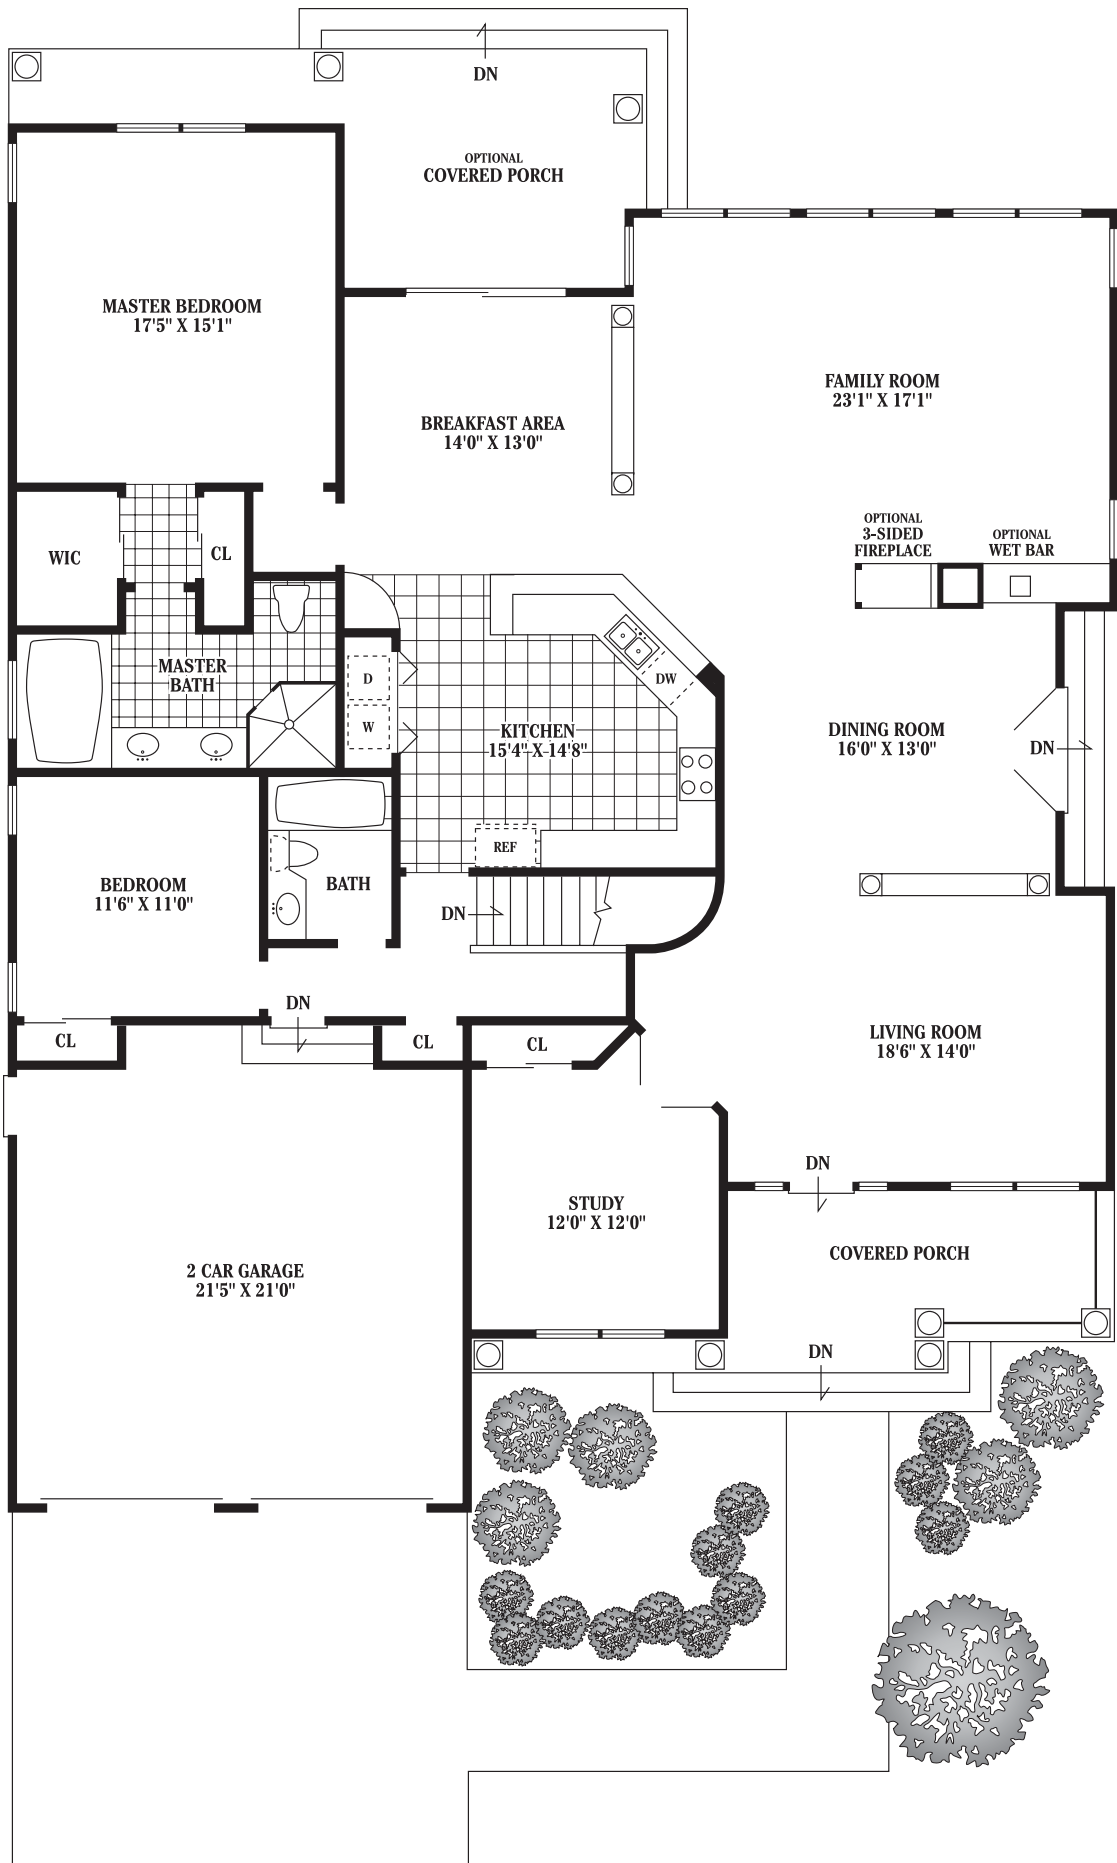 DN
OPTIONAL
COVERED PORCH
MASTER BEDROOM
17'5" X 15'1"
FAMILY ROOM
23'1" X 17'1"
BREAKFAST AREA
14'0" X 13'0"
OPTIONAL
3-SIDED
FIREPLACE
OPTIONAL
WET BAR
WIC
CL
MASTER
BATH
D
W
DW
KITCHEN
15'4" X 14'8"
DINING ROOM
16'0" X 13'0"
DN
REF
BEDROOM
11'6" X 11'0"
BATH
DN
DN
CL
CL
CL
LIVING ROOM
18'6" X 14'0"
DN
STUDY
12'0" X 12'0"
COVERED PORCH
2 CAR GARAGE
21'5" X 21'0"
DN